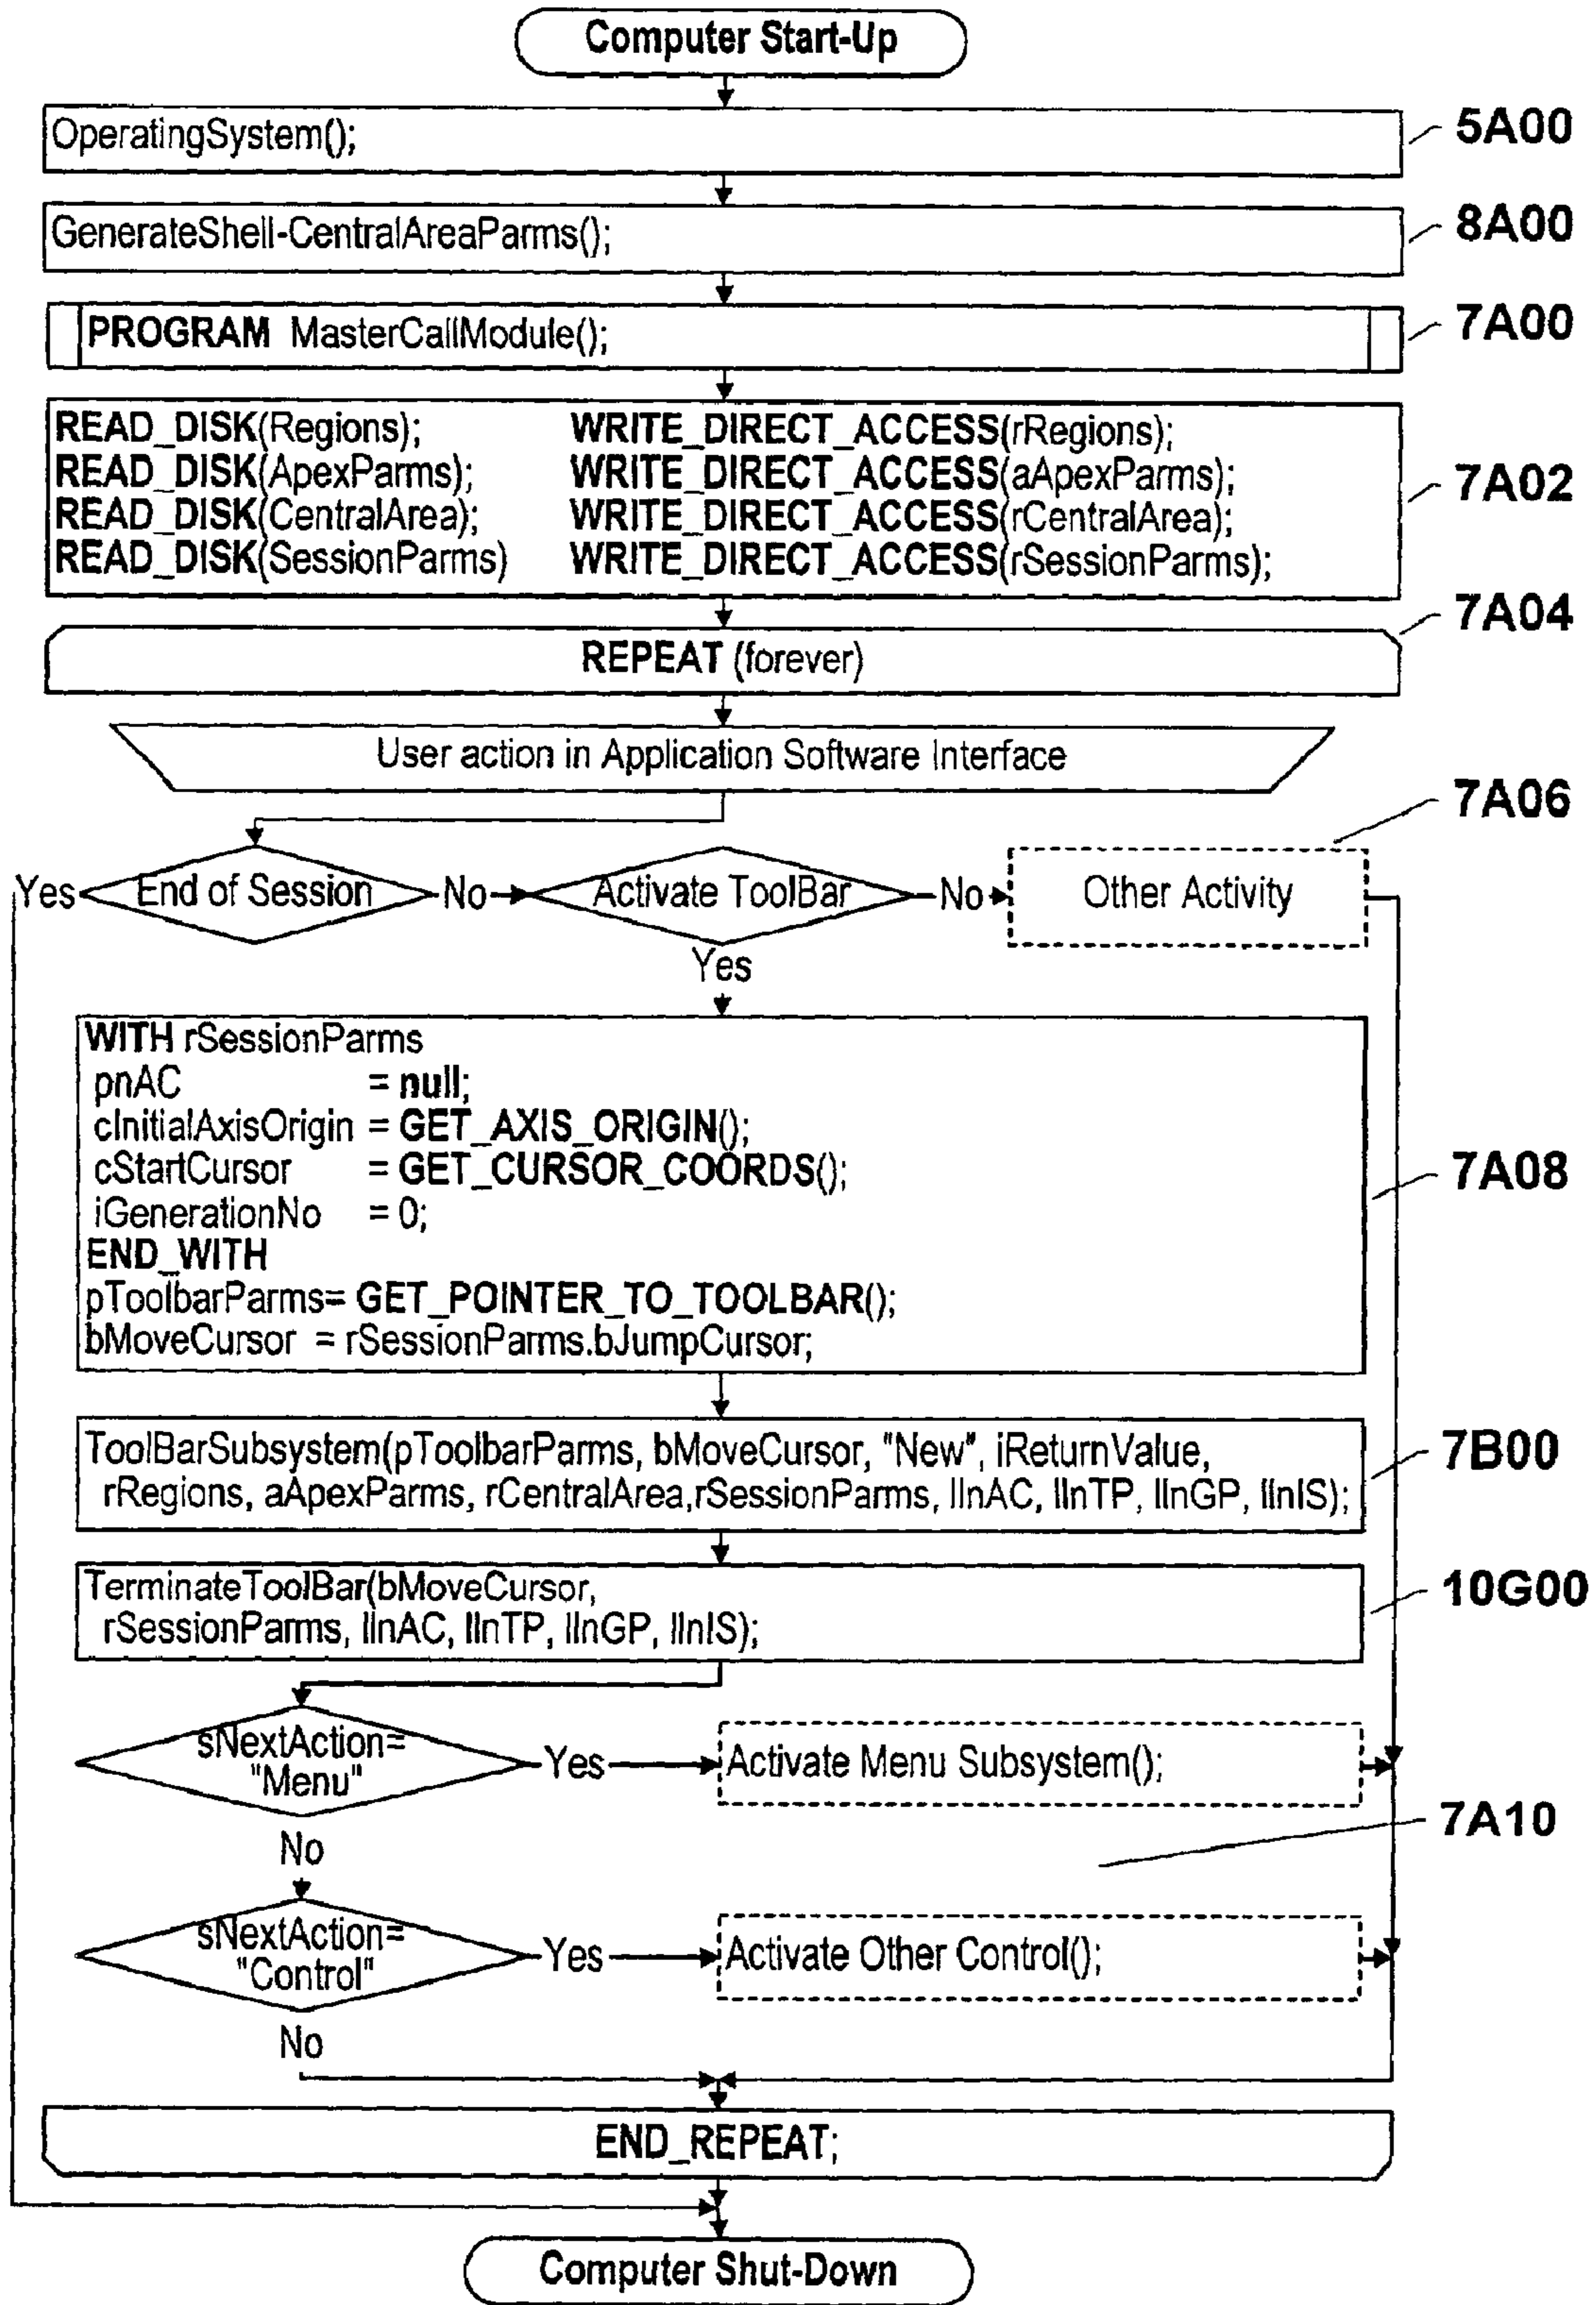 Computer Start-Up
OperatingSystem();
5A00
GenerateShell-CentralAreaParms();
8A00
PROGRAM MasterCallModule();
7A00
READ_DISK(Regions); WRITE_DIRECT_ACCESS(rRegions);
READ_DISK(ApexParms); WRITE_DIRECT_ACCESS(aApexParms);
READ_DISK(CentralArea); WRITE_DIRECT_ACCESS(rCentralArea);
READ_DISK(SessionParms) WRITE_DIRECT_ACCESS(rSessionParms);
7A02
7A04
REPEAT (forever)
User action in Application Software Interface
7A06
Yes End of Session No Activate ToolBar No Other Activity
Yes
WITH rSessionParms
pnAC = null;
cInitialAxisOrigin = GET_AXIS_ORIGIN();
cStartCursor = GET_CURSOR_COORDS();
iGenerationNo = 0;
END_WITH
pToolbarParms= GET_POINTER_TO_TOOLBAR();
bMoveCursor = rSessionParms.bJumpCursor;
7A08
ToolBarSubsystem(pToolbarParms, bMoveCursor, "New", iReturnValue,
rRegions, aApexParms, rCentralArea,rSessionParms, llnAC, llnTP, llnGP, llnIS);
7B00
TerminateToolBar(bMoveCursor,
rSessionParms, llnAC, llnTP, llnGP, llnIS);
10G00
sNextAction=
"Menu"
Yes
Activate Menu Subsystem();
7A10
No
sNextAction=
"Control"
Yes
Activate Other Control();
No
END_REPEAT;
Computer Shut-Down